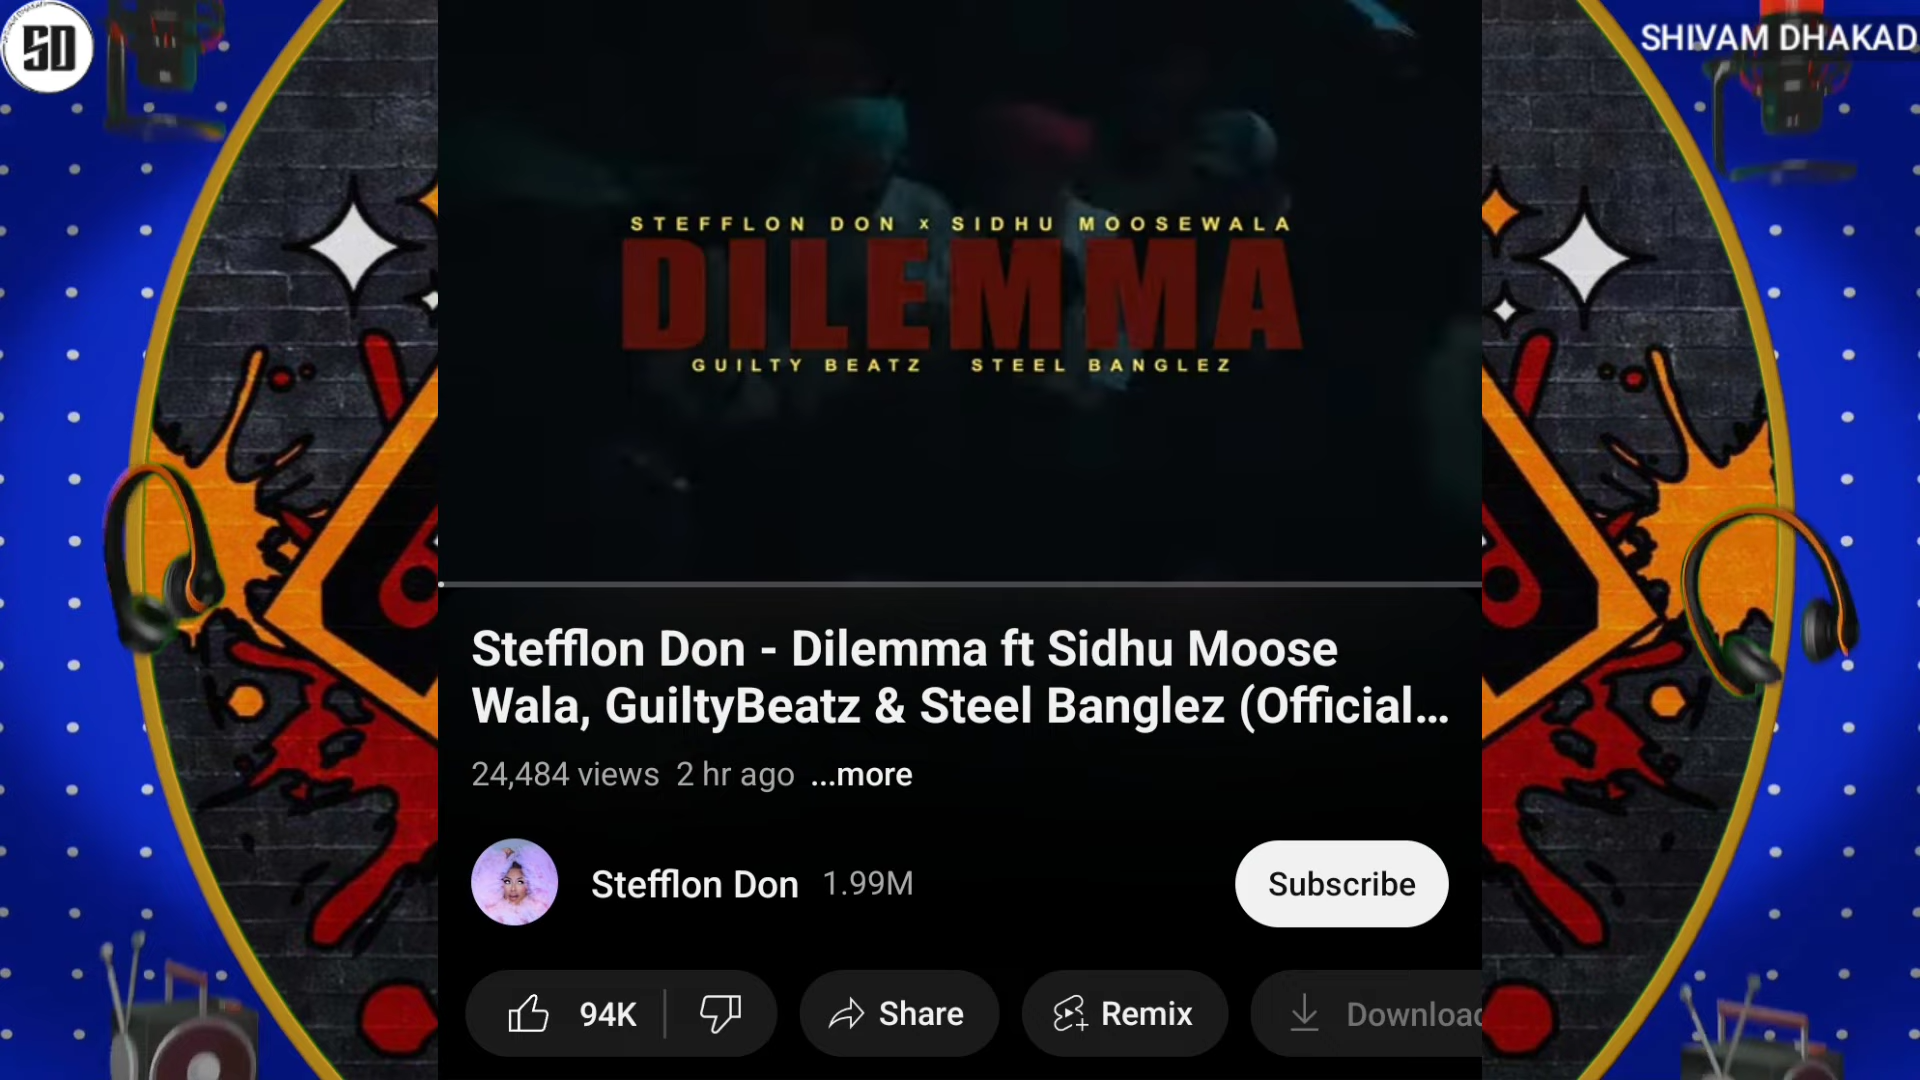 SD
SHIVAM DHAKAD
STEFFLON DON x SIDHU MOOSEWALA
DILEMMA
GUILTY BEATZ STEEL BANGLEZ
Stefflon Don - Dilemma ft Sidhu Moose
Wala, GuiltyBeatz & Steel Banglez (Official...
24,484 views 2 hr ago ...more
Stefflon Don 1.99M
Subscribe
94K
Share
Remix
Download